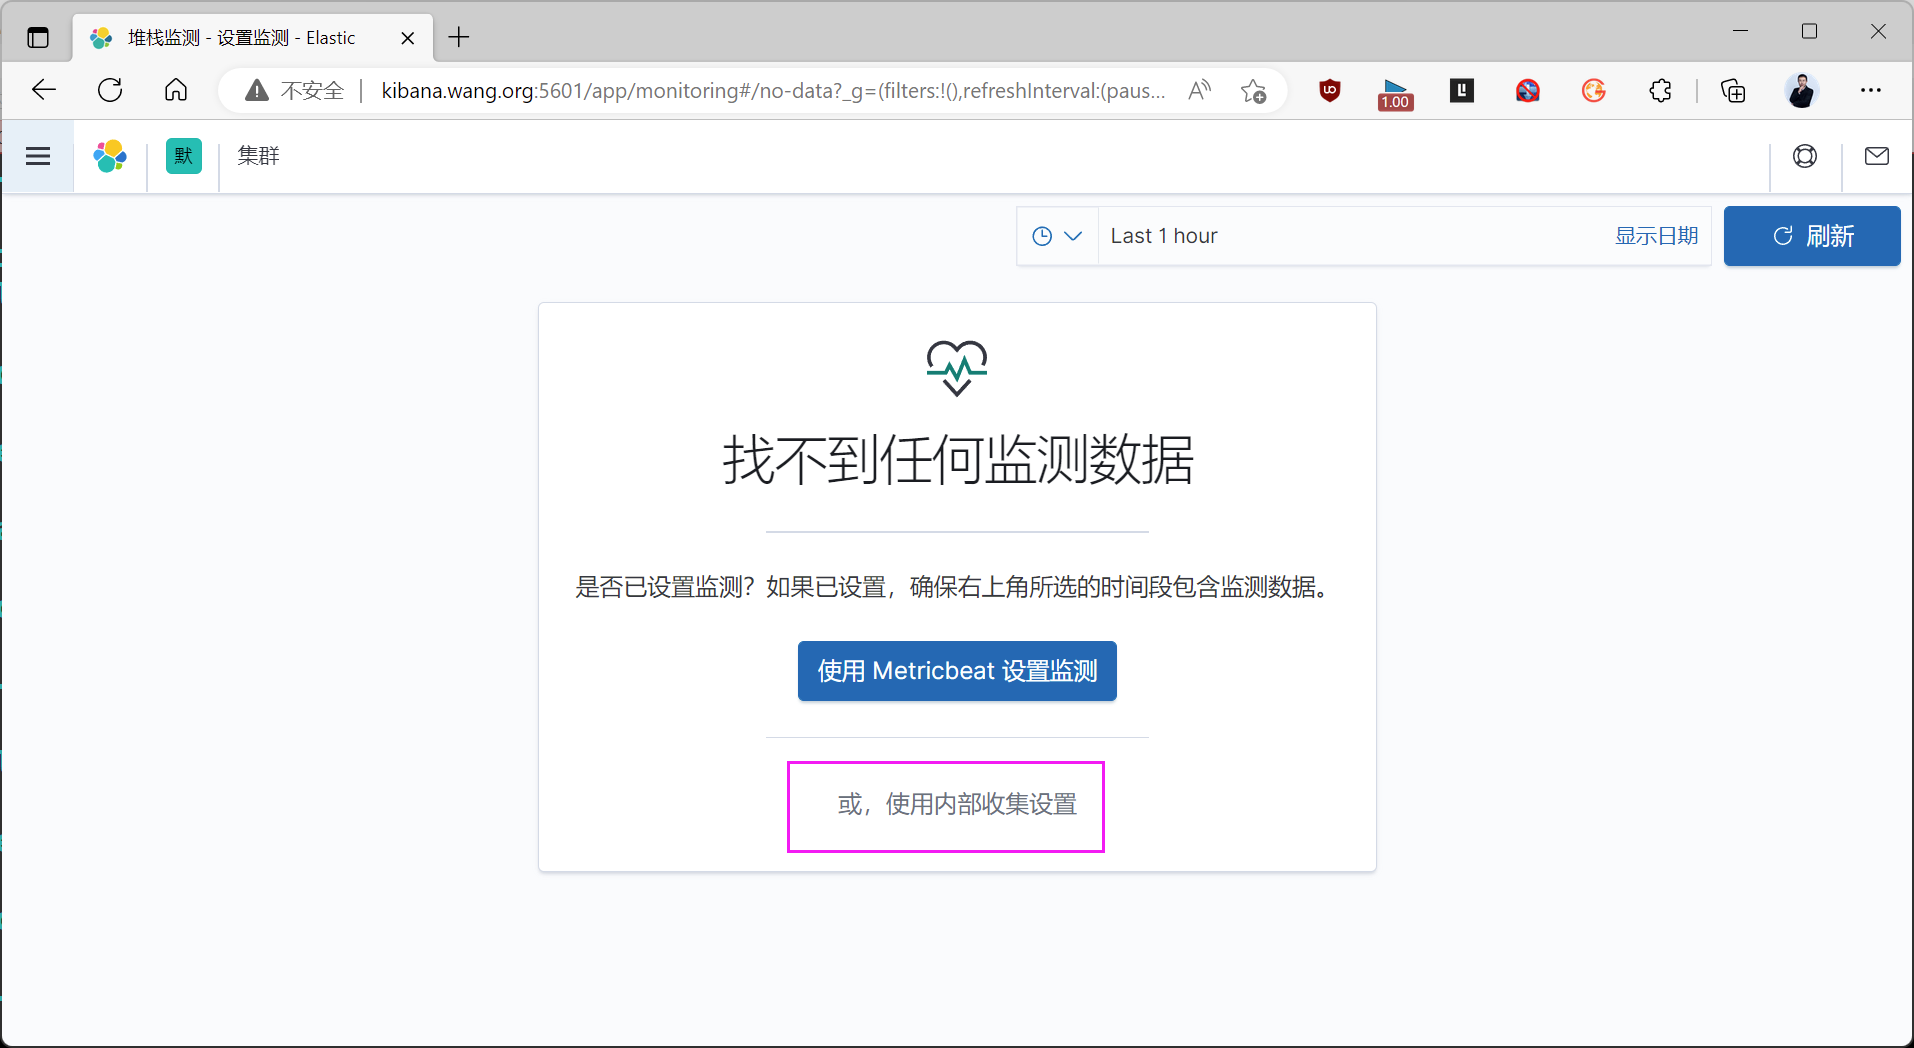 堆栈监测 - 设置监测 - Elastic
不安全
kibana.wang.org:5601/app/monitoring#/no-data?_g=(filters:!(),refreshInterval:(paus...
1.00
默
集群
Last 1 hour
显示日期
刷新
找不到任何监测数据
是否已设置监测？如果已设置，确保右上角所选的时间段包含监测数据。
使用 Metricbeat 设置监测
或，使用内部收集设置